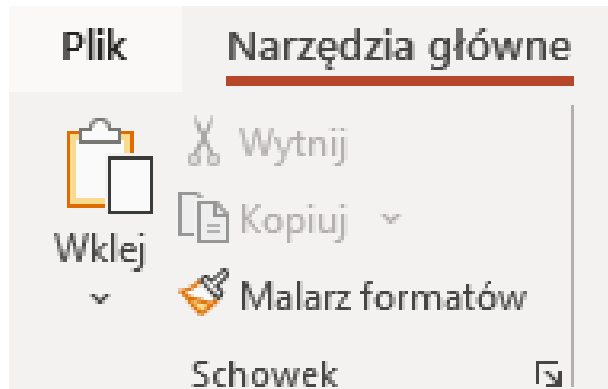 Plik Narzędzia główne
Wytnij
Kopiuj
Wklej
Malarz formatów
Schowek